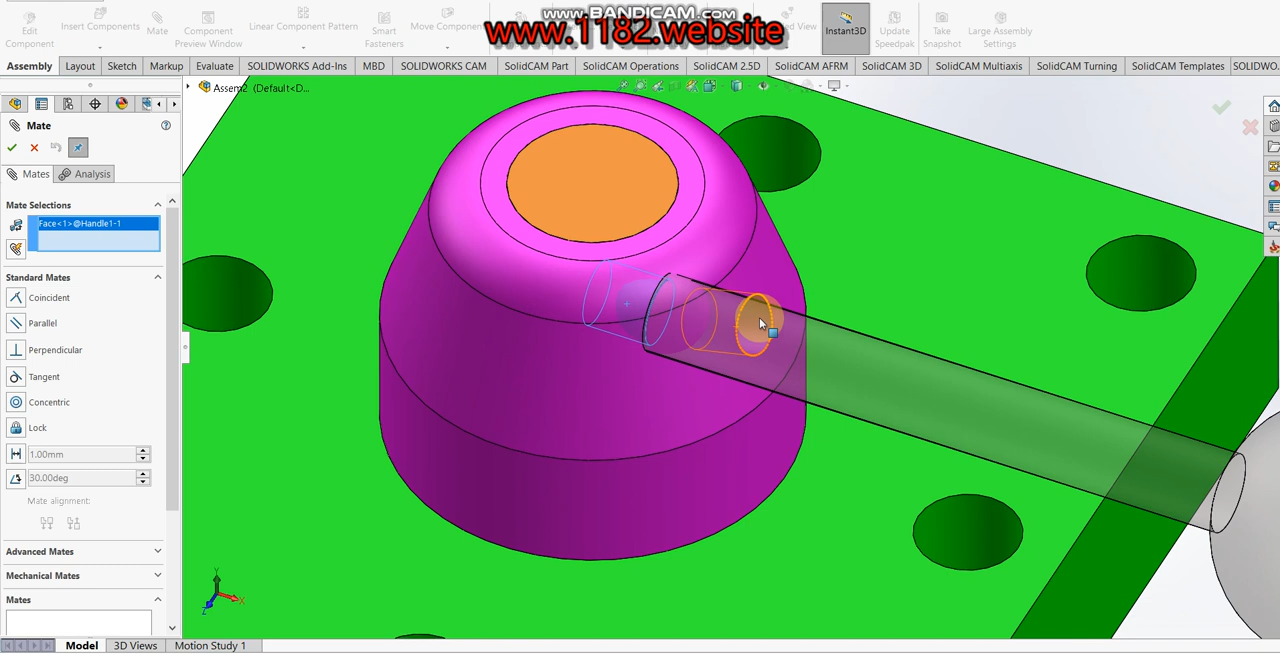 www.BANDICAM.com
www.1182.website
Edit Component
Insert Components
Mate
Component Preview Window
Linear Component Pattern
Smart Fasteners
Move Component
Instant3D
Update Speedpak
Take Snapshot
Large Assembly Settings
Assembly
Layout
Sketch
Markup
Evaluate
SOLIDWORKS Add-Ins
MBD
SOLIDWORKS CAM
SolidCAM Part
SolidCAM Operations
SolidCAM 2.5D
SolidCAM AFRM
SolidCAM 3D
SolidCAM Multiaxis
SolidCAM Turning
SolidCAM Templates
SOLIDWO...
Assem2 (Default<D...
Mate
Mates
Analysis
Mate Selections
Face<1>@Handle1-1
Standard Mates
Coincident
Parallel
Perpendicular
Tangent
Concentric
Lock
1.00mm
30.00deg
Mate alignment:
Advanced Mates
Mechanical Mates
Mates
Y
X
Z
Model
3D Views
Motion Study 1